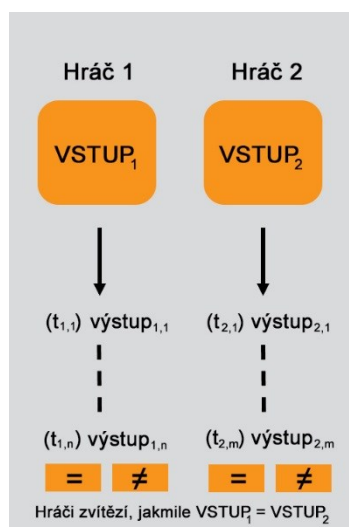 Hráč 1 Hráč 2
VSTUP₁ VSTUP₂
(t₁,₁) výstup₁,₁ (t₂,₁) výstup₂,₁
(t₁,n) výstup₁,n (t₂,m) výstup₂,m
= ≠ = ≠
Hráči zvítězí, jakmile VSTUP₁ = VSTUP₂